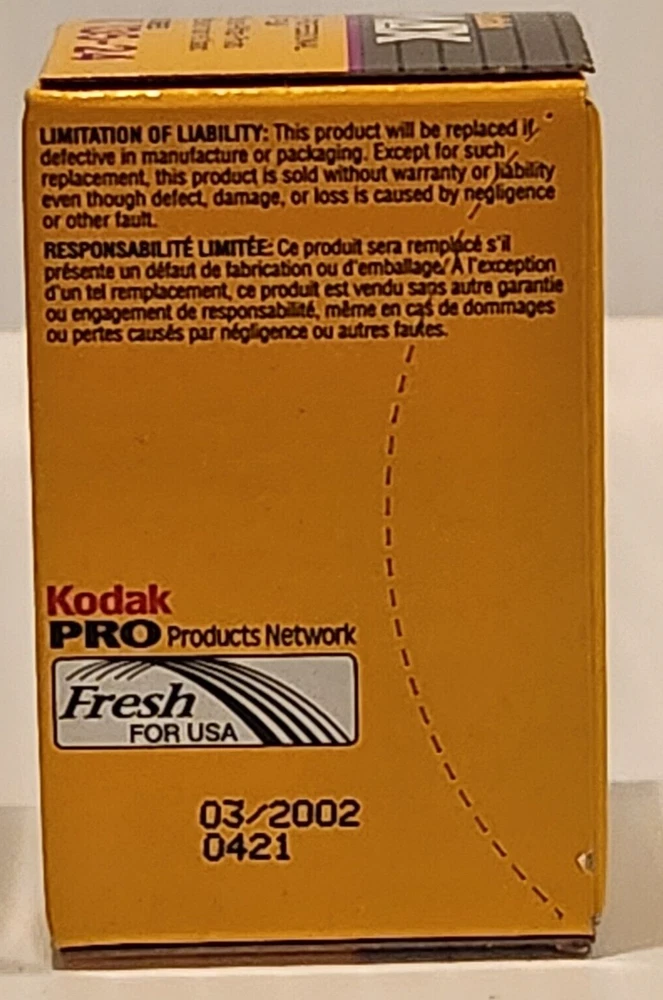 LIMITATION OF LIABILITY: This product will be replaced if
defective in manufacture or packaging. Except for such
replacement, this product is sold without warranty or liability
even though defect, damage, or loss is caused by negligence
or other fault.
RESPONSABILITÉ LIMITÉE: Ce produit sera remplacé s'il
présente un défaut de fabrication ou d'emballage. À l'exception
d'un tel remplacement, ce produit est vendu sans autre garantie
ou engagement de responsabilité, même en cas de dommages
ou pertes causés par négligence ou autres fautes.
Kodak
PRO Products Network
Fresh
FOR USA
03/2002
0421